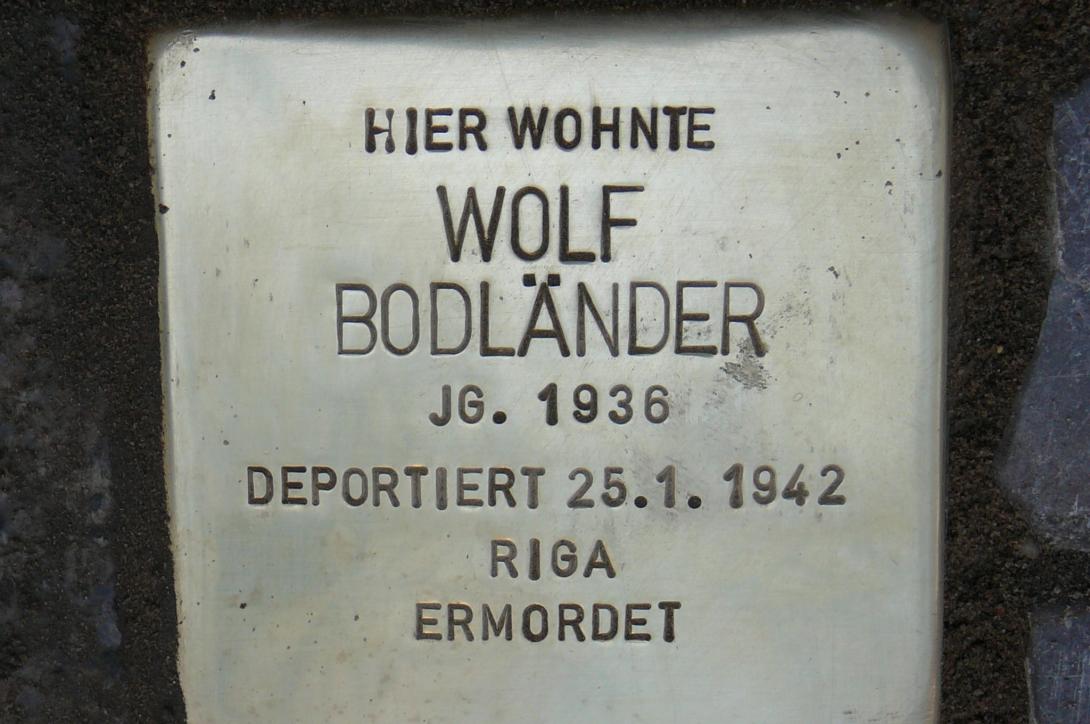 HIER WOHNTE
WOLF
BODLÄNDER
JG. 1936
DEPORTIERT 25.1.1942
RIGA
ERMORDET